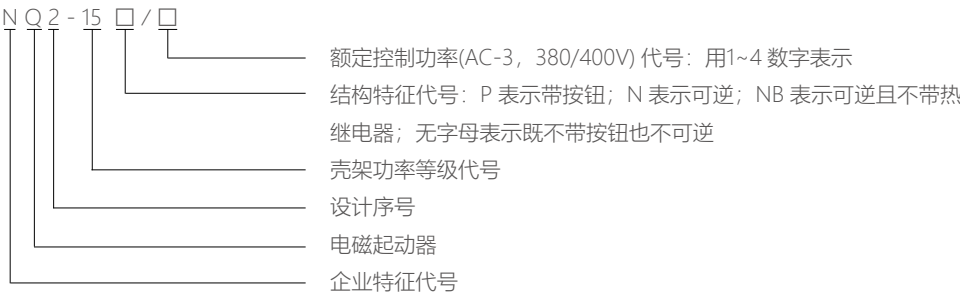 NQ2-15 □/□
额定控制功率(AC-3，380/400V) 代号：用1~4 数字表示
结构特征代号：P 表示带按钮；N 表示可逆；NB 表示可逆且不带热
继电器；无字母表示既不带按钮也不可逆
壳架功率等级代号
设计序号
电磁起动器
企业特征代号